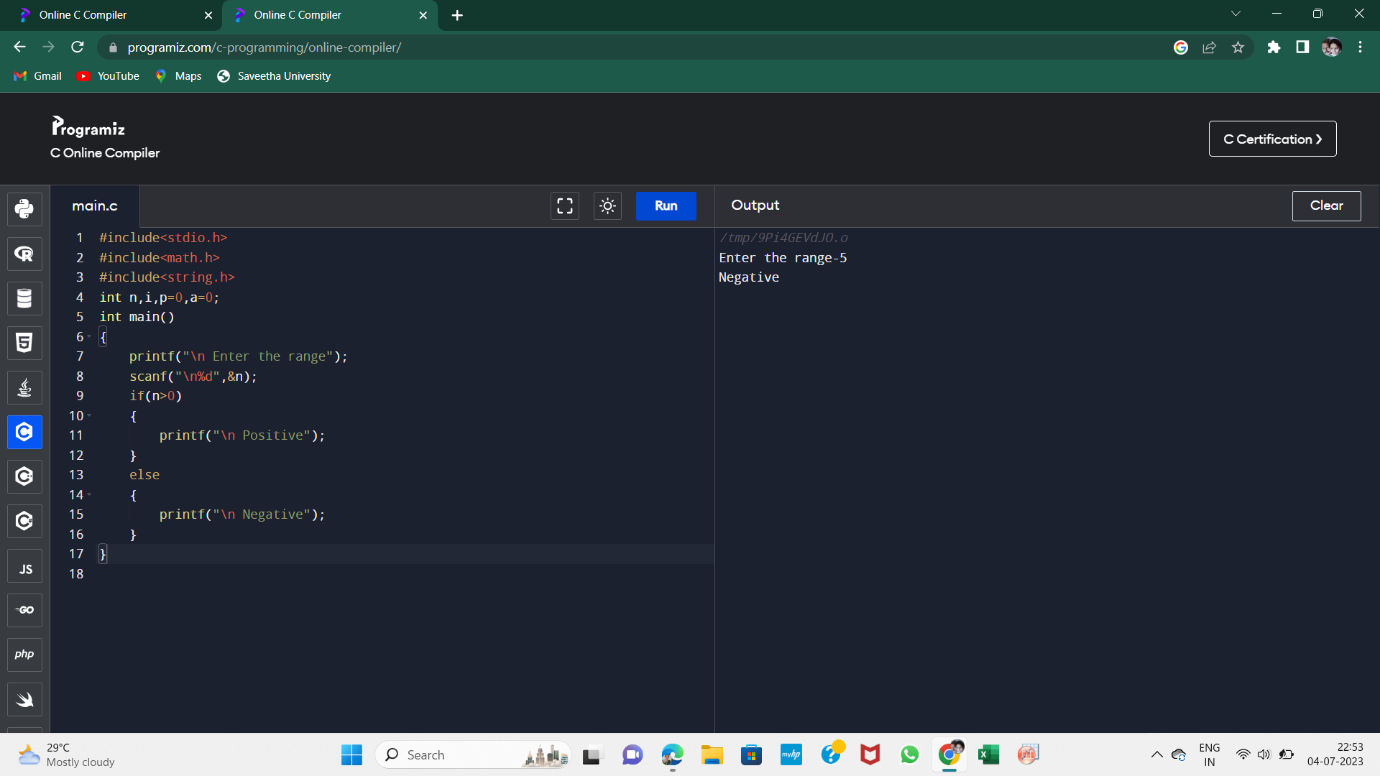 Online C Compiler
Online C Compiler
programiz.com/c-programming/online-compiler/
Gmail YouTube Maps Saveetha University
Programiz
C Online Compiler
C Certification >
main.c
Run
Output
Clear
1 #include<stdio.h>
2 #include<math.h>
3 #include<string.h>
4 int n,i,p=0,a=0;
5 int main()
6 {
7 printf("\n Enter the range");
8 scanf("\n%d",&n);
9 if(n>0)
10 {
11 printf("\n Positive");
12 }
13 else
14 {
15 printf("\n Negative");
16 }
17 }
18
/tmp/9Pi4GEVdJO.o
Enter the range-5
Negative
JS
GO
php
29°C
Mostly cloudy
Search
myhp
ENG
IN
22:53
04-07-2023